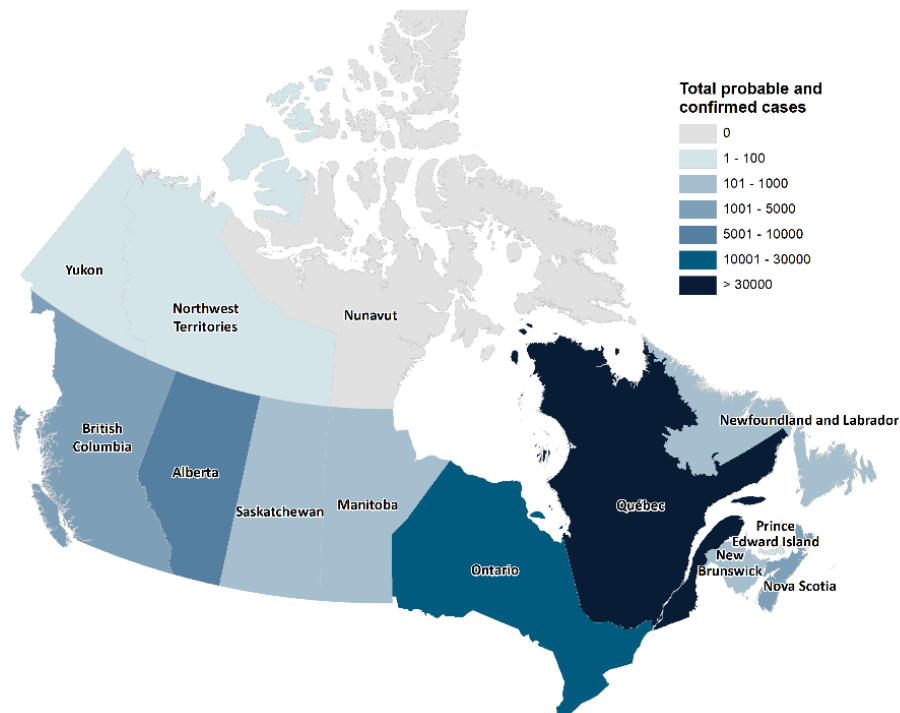 Total probable and
confirmed cases
0
1 - 100
101 - 1000
1001 - 5000
5001 - 10000
10001 - 30000
> 30000
Yukon
Northwest
Territories
Nunavut
British
Columbia
Alberta
Saskatchewan
Manitoba
Ontario
Québec
Newfoundland and Labrador
Prince
Edward Island
New
Brunswick
Nova Scotia